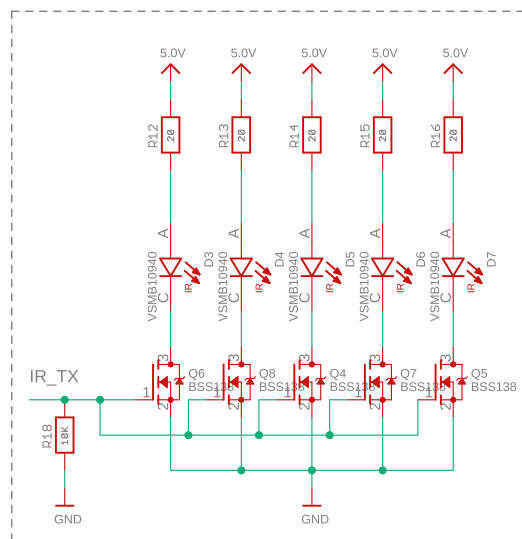 5.0V 5.0V 5.0V 5.0V 5.0V
R12 20 R13 20 R14 20 R15 20 R16 20
A A A A A
VSMB10940 D3 VSMB10940 D4 VSMB10940 D5 VSMB10940 D6 VSMB10940 D7
IR IR IR IR IR
C C C C C
3 3 3 3 3
IR_TX Q6 Q8 Q4 Q7 Q5
BSS138 BSS138 BSS138 BSS138 BSS138
1 1 1 1 1
2 2 2 2 2
R18 10K
GND GND